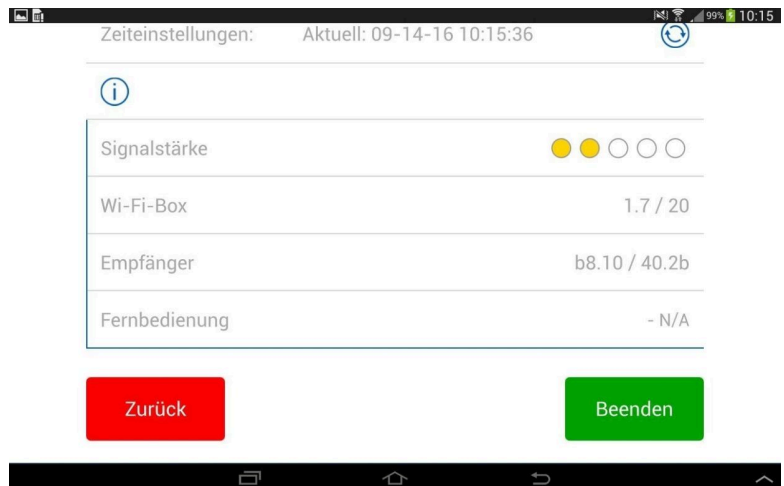 99% 10:15
Zeiteinstellungen: Aktuell: 09-14-16 10:15:36
Signalstärke
Wi-Fi-Box 1.7 / 20
Empfänger b8.10 / 40.2b
Fernbedienung - N/A
Zurück Beenden